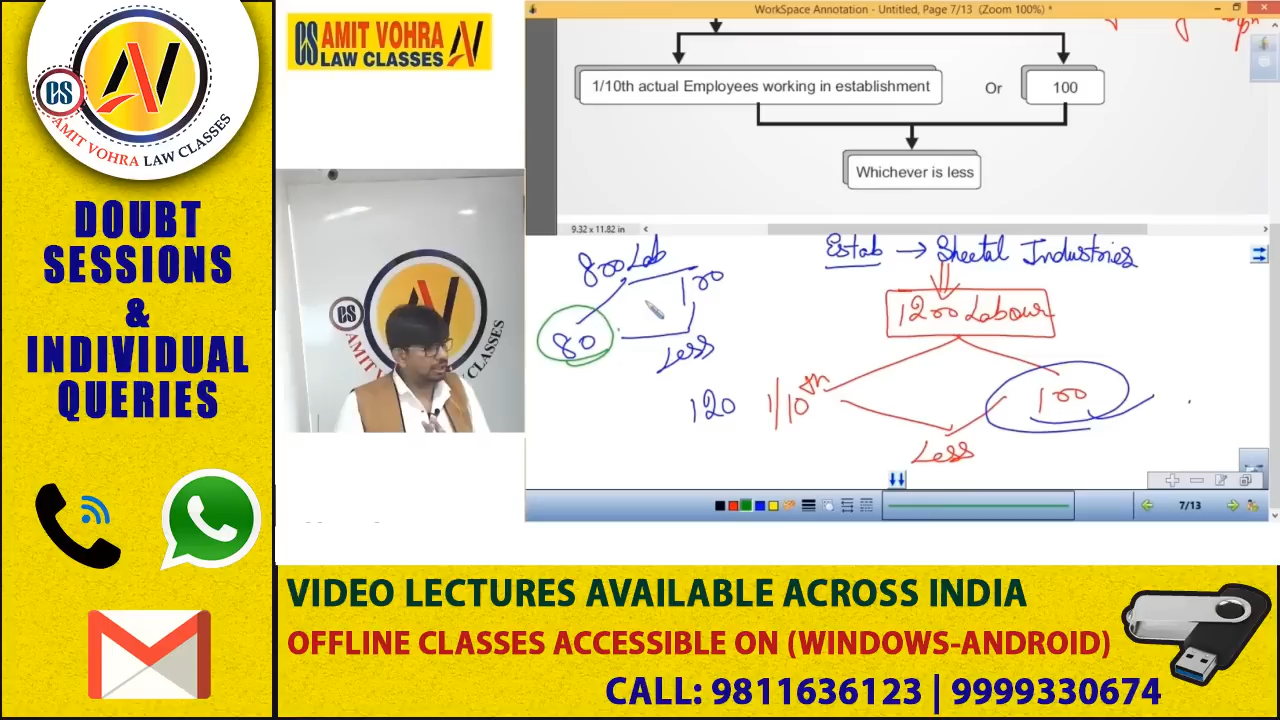 CS
AMIT VOHRA LAW CLASSES
DOUBT
SESSIONS
&
INDIVIDUAL
QUERIES
CS AMIT VOHRA
LAW CLASSES
CS
WorkSpace Annotation - Untitled, Page 7/13 (Zoom 100%) *
1/10th actual Employees working in establishment
Or
100
Whichever is less
9.32 x 11.82 in
800 Lab
100
80
Less
Estab → Sheetal Industries
1200 Labour
120 1/10th
100
Less
7/13
VIDEO LECTURES AVAILABLE ACROSS INDIA
OFFLINE CLASSES ACCESSIBLE ON (WINDOWS-ANDROID)
CALL: 9811636123 | 9999330674